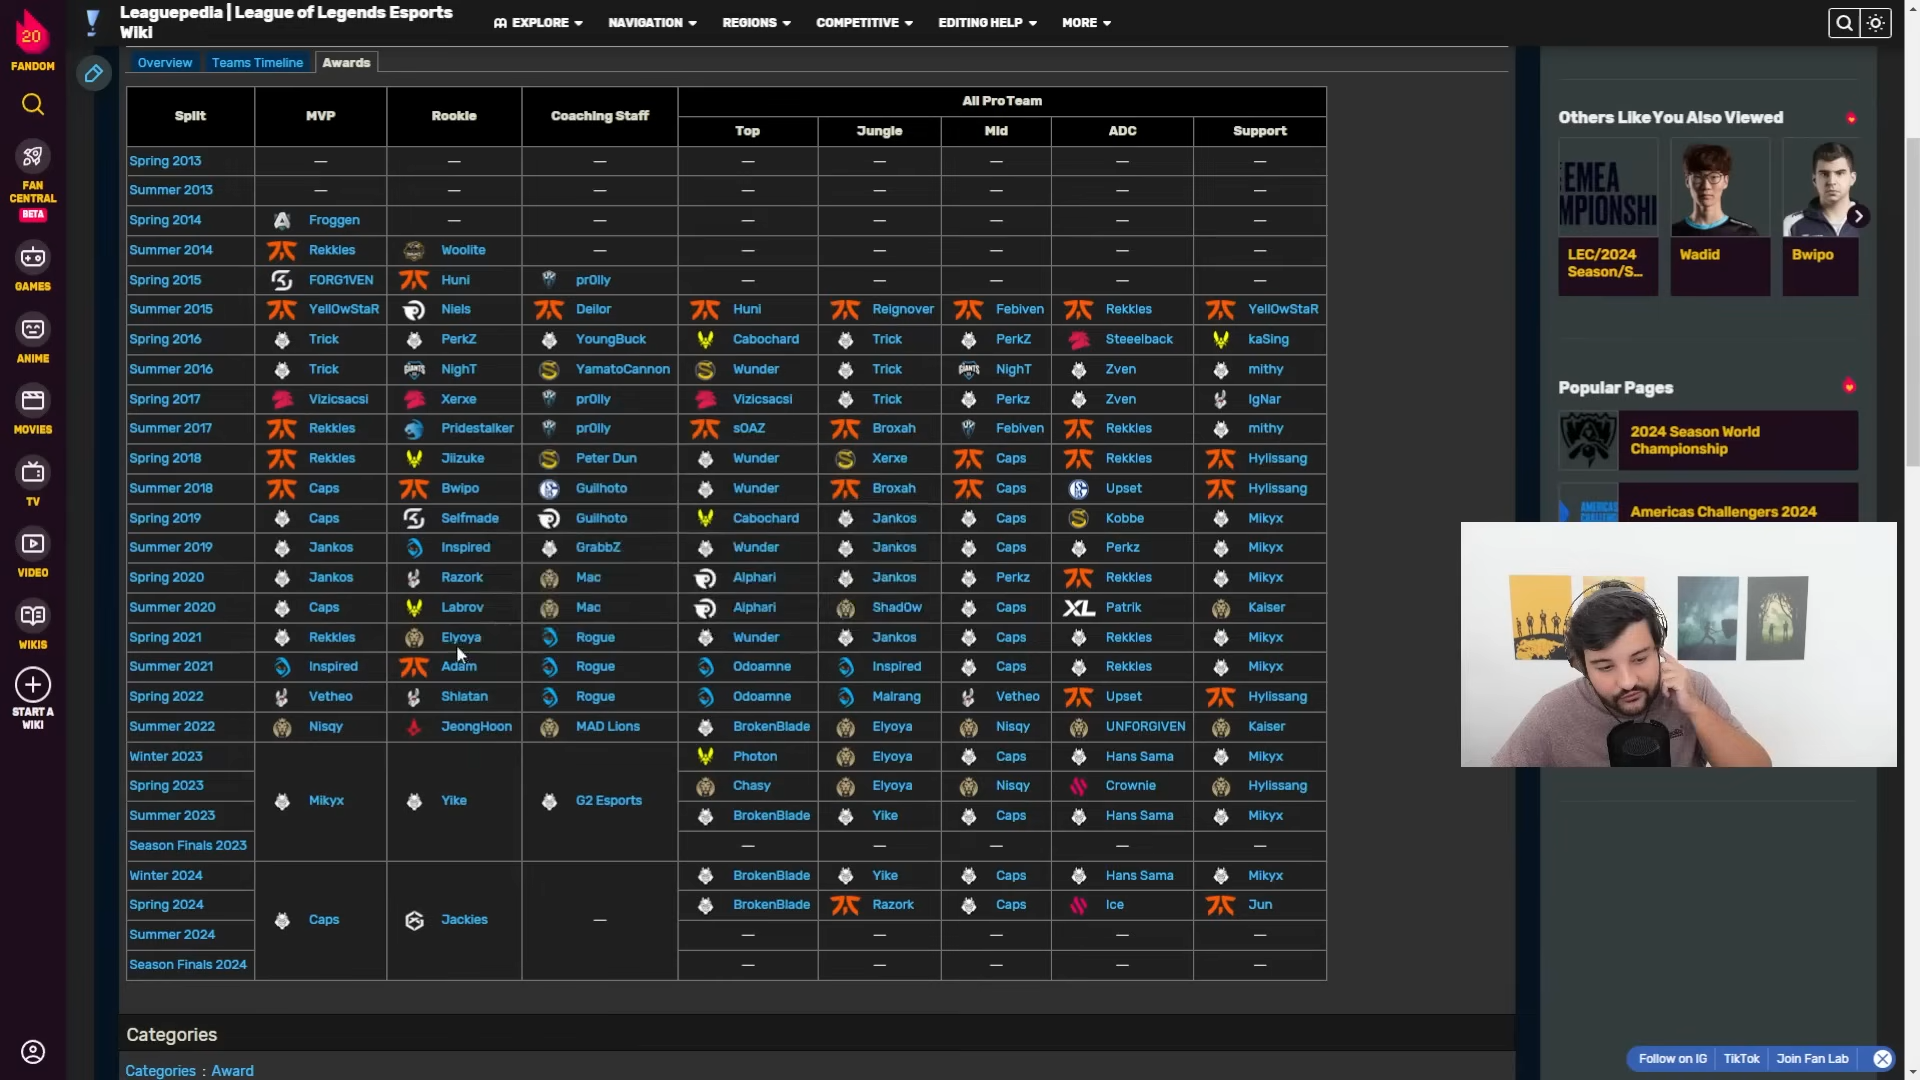 Leaguepedia | League of Legends Esports Wiki
EXPLORE NAVIGATION REGIONS COMPETITIVE EDITING HELP MORE
20
FANDOM
FAN CENTRAL
BETA
GAMES
ANIME
MOVIES
TV
VIDEO
WIKIS
START A WIKI
Overview Teams Timeline Awards
Split MVP Rookie Coaching Staff All Pro Team
Top Jungle Mid ADC Support
Spring 2013 — — — — — — — —
Summer 2013 — — — — — — — —
Spring 2014 Froggen — — — — — — —
Summer 2014 Rekkles Woolite — — — — — —
Spring 2015 FORG1VEN Huni pr0lly — — — — —
Summer 2015 YellOwStaR Niels Deilor Huni Reignover Febiven Rekkles YellOwStaR
Spring 2016 Trick PerkZ YoungBuck Cabochard Trick PerkZ Steeelback kaSing
Summer 2016 Trick NighT YamatoCannon Wunder Trick NighT Zven mithy
Spring 2017 Vizicsacsi Xerxe pr0lly Vizicsacsi Trick Perkz Zven IgNar
Summer 2017 Rekkles Pridestalker pr0lly sOAZ Broxah Febiven Rekkles mithy
Spring 2018 Rekkles Jiizuke Peter Dun Wunder Xerxe Caps Rekkles Hylissang
Summer 2018 Caps Bwipo Guilhoto Wunder Broxah Caps Upset Hylissang
Spring 2019 Caps Selfmade Guilhoto Cabochard Jankos Caps Kobbe Mikyx
Summer 2019 Jankos Inspired GrabbZ Wunder Jankos Caps Perkz Mikyx
Spring 2020 Jankos Razork Mac Alphari Jankos Perkz Rekkles Mikyx
Summer 2020 Caps Labrov Mac Alphari Shad0w Caps XL Patrik Kaiser
Spring 2021 Rekkles Elyoya Rogue Wunder Jankos Caps Rekkles Mikyx
Summer 2021 Inspired Adam Rogue Odoamne Inspired Caps Rekkles Mikyx
Spring 2022 Vetheo Shlatan Rogue Odoamne Malrang Vetheo Upset Hylissang
Summer 2022 Nisqy JeongHoon MAD Lions BrokenBlade Elyoya Nisqy UNFORGIVEN Kaiser
Winter 2023 Photon Elyoya Caps Hans Sama Mikyx
Spring 2023 Chasy Elyoya Nisqy Crownie Hylissang
Mikyx Yike G2 Esports
Summer 2023 BrokenBlade Yike Caps Hans Sama Mikyx
Season Finals 2023 — — — — —
Winter 2024 BrokenBlade Yike Caps Hans Sama Mikyx
Spring 2024 BrokenBlade Razork Caps Ice Jun
Caps Jackies —
Summer 2024 — — — — —
Season Finals 2024 — — — — —
Categories
Categories : Award
Others Like You Also Viewed
EMEA
MPIONSHI
LEC/2024 Season/S...
Wadid
Bwipo
Popular Pages
2024 Season World Championship
Americas Challengers 2024
Follow on IG TikTok Join Fan Lab